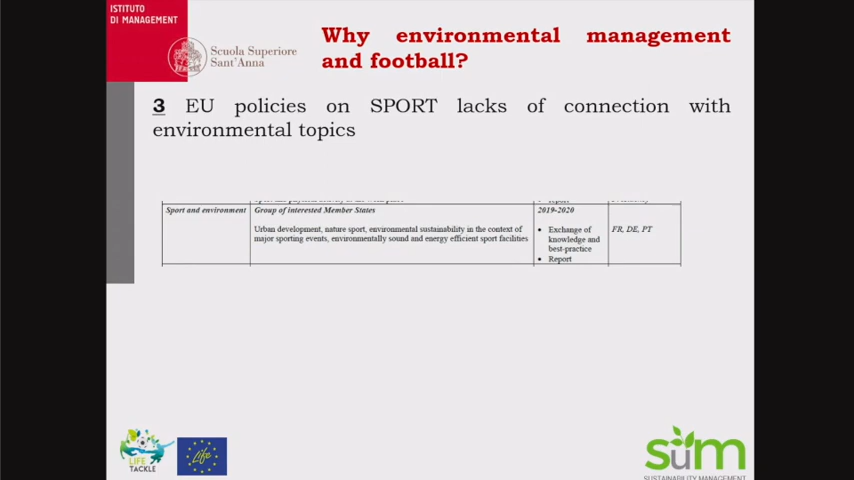 ISTITUTO
DI MANAGEMENT
Scuola Superiore
Sant'Anna
Why environmental management
and football?
3 EU policies on SPORT lacks of connection with
environmental topics
Sport and environment
Group of interested Member States
Urban development, nature sport, environmental sustainability in the context of
major sporting events, environmentally sound and energy efficient sport facilities
2019-2020
• Exchange of
knowledge and
best-practice
• Report
FR, DE, PT
LIFE
TACKLE
Life
sum
SUSTAINABILITY MANAGEMENT